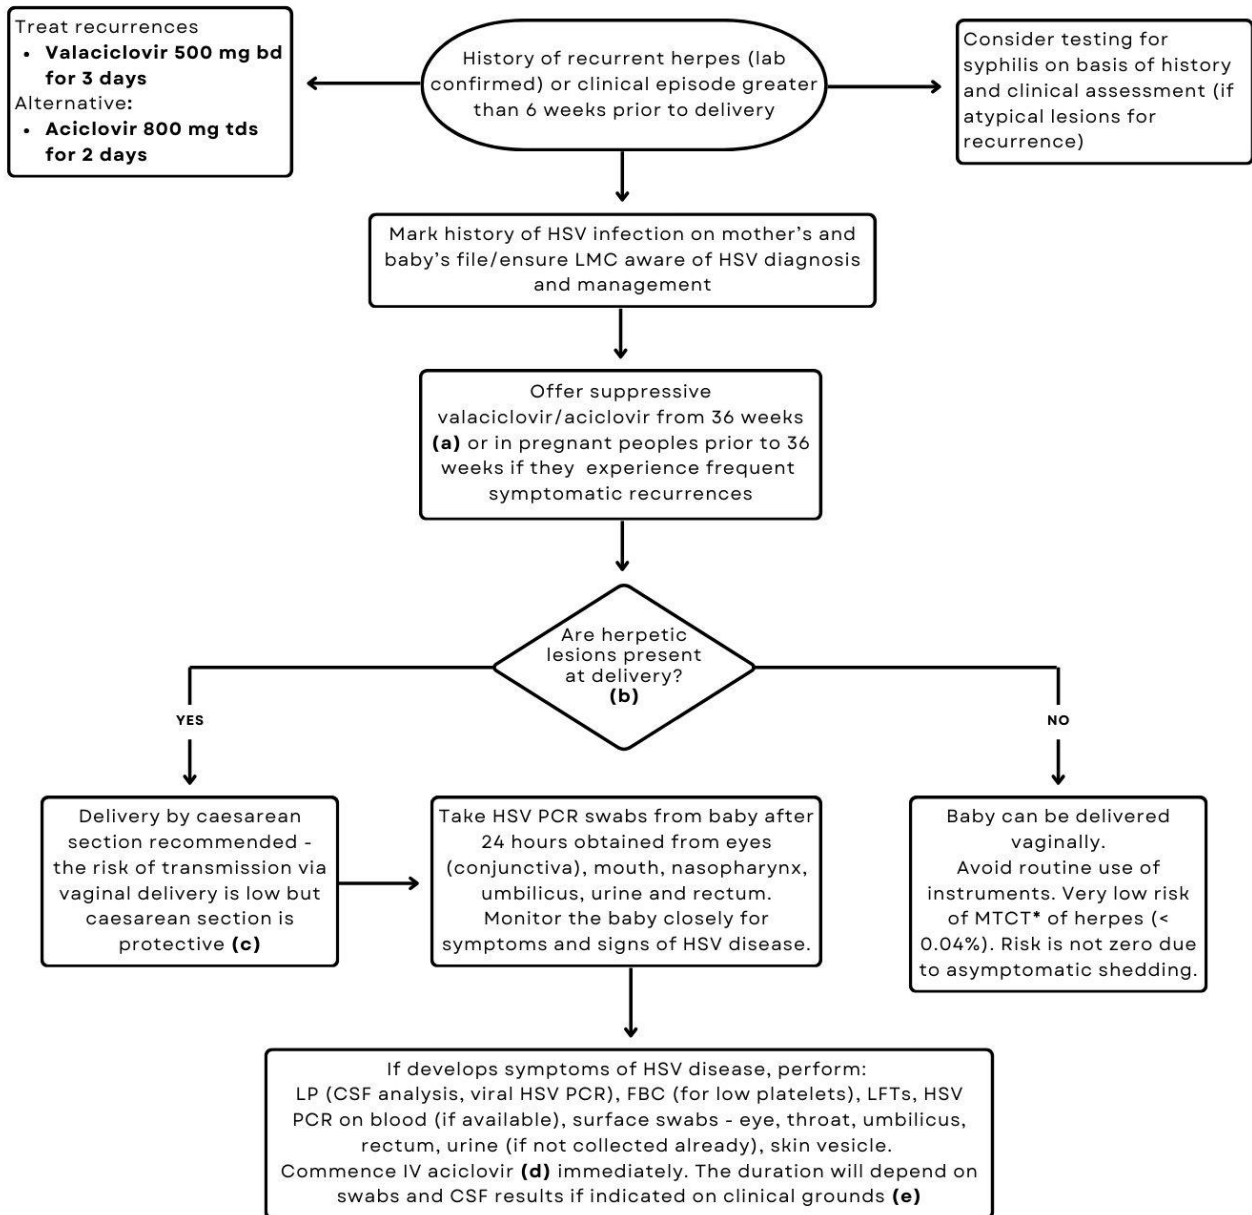 Treat recurrences
• Valaciclovir 500 mg bd
for 3 days
Alternative:
• Aciclovir 800 mg tds
for 2 days
History of recurrent herpes (lab
confirmed) or clinical episode greater
than 6 weeks prior to delivery
Consider testing for
syphilis on basis of history
and clinical assessment (if
atypical lesions for
recurrence)
Mark history of HSV infection on mother's and
baby's file/ensure LMC aware of HSV diagnosis
and management
Offer suppressive
valaciclovir/aciclovir from 36 weeks
(a) or in pregnant peoples prior to 36
weeks if they experience frequent
symptomatic recurrences
Are herpetic
lesions present
at delivery?
(b)
YES
NO
Delivery by caesarean
section recommended -
the risk of transmission via
vaginal delivery is low but
caesarean section is
protective (c)
Take HSV PCR swabs from baby after
24 hours obtained from eyes
(conjunctiva), mouth, nasopharynx,
umbilicus, urine and rectum.
Monitor the baby closely for
symptoms and signs of HSV disease.
Baby can be delivered
vaginally.
Avoid routine use of
instruments. Very low risk
of MTCT* of herpes (<
0.04%). Risk is not zero due
to asymptomatic shedding.
If develops symptoms of HSV disease, perform:
LP (CSF analysis, viral HSV PCR), FBC (for low platelets), LFTs, HSV
PCR on blood (if available), surface swabs - eye, throat, umbilicus,
rectum, urine (if not collected already), skin vesicle.
Commence IV aciclovir (d) immediately. The duration will depend on
swabs and CSF results if indicated on clinical grounds (e)